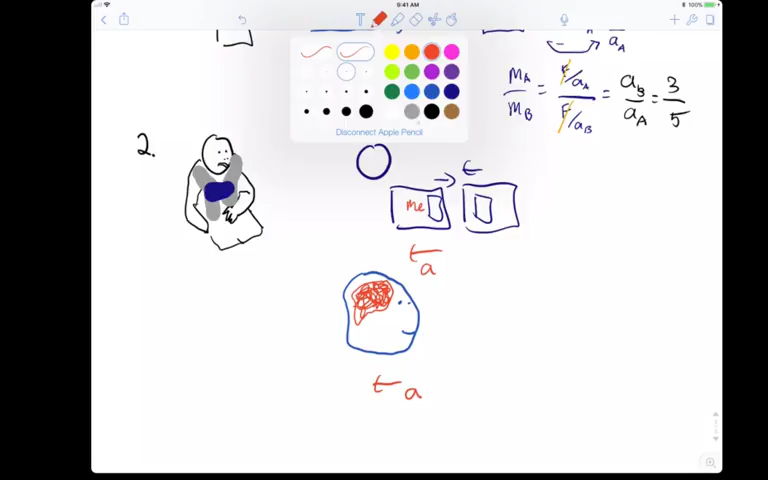 9:41 AM
100%
T
a_A
Disconnect Apple Pencil
m_A/m_B = (F/a_A)/(F/a_B) = a_B/a_A = 3/5
2.
me
a
a